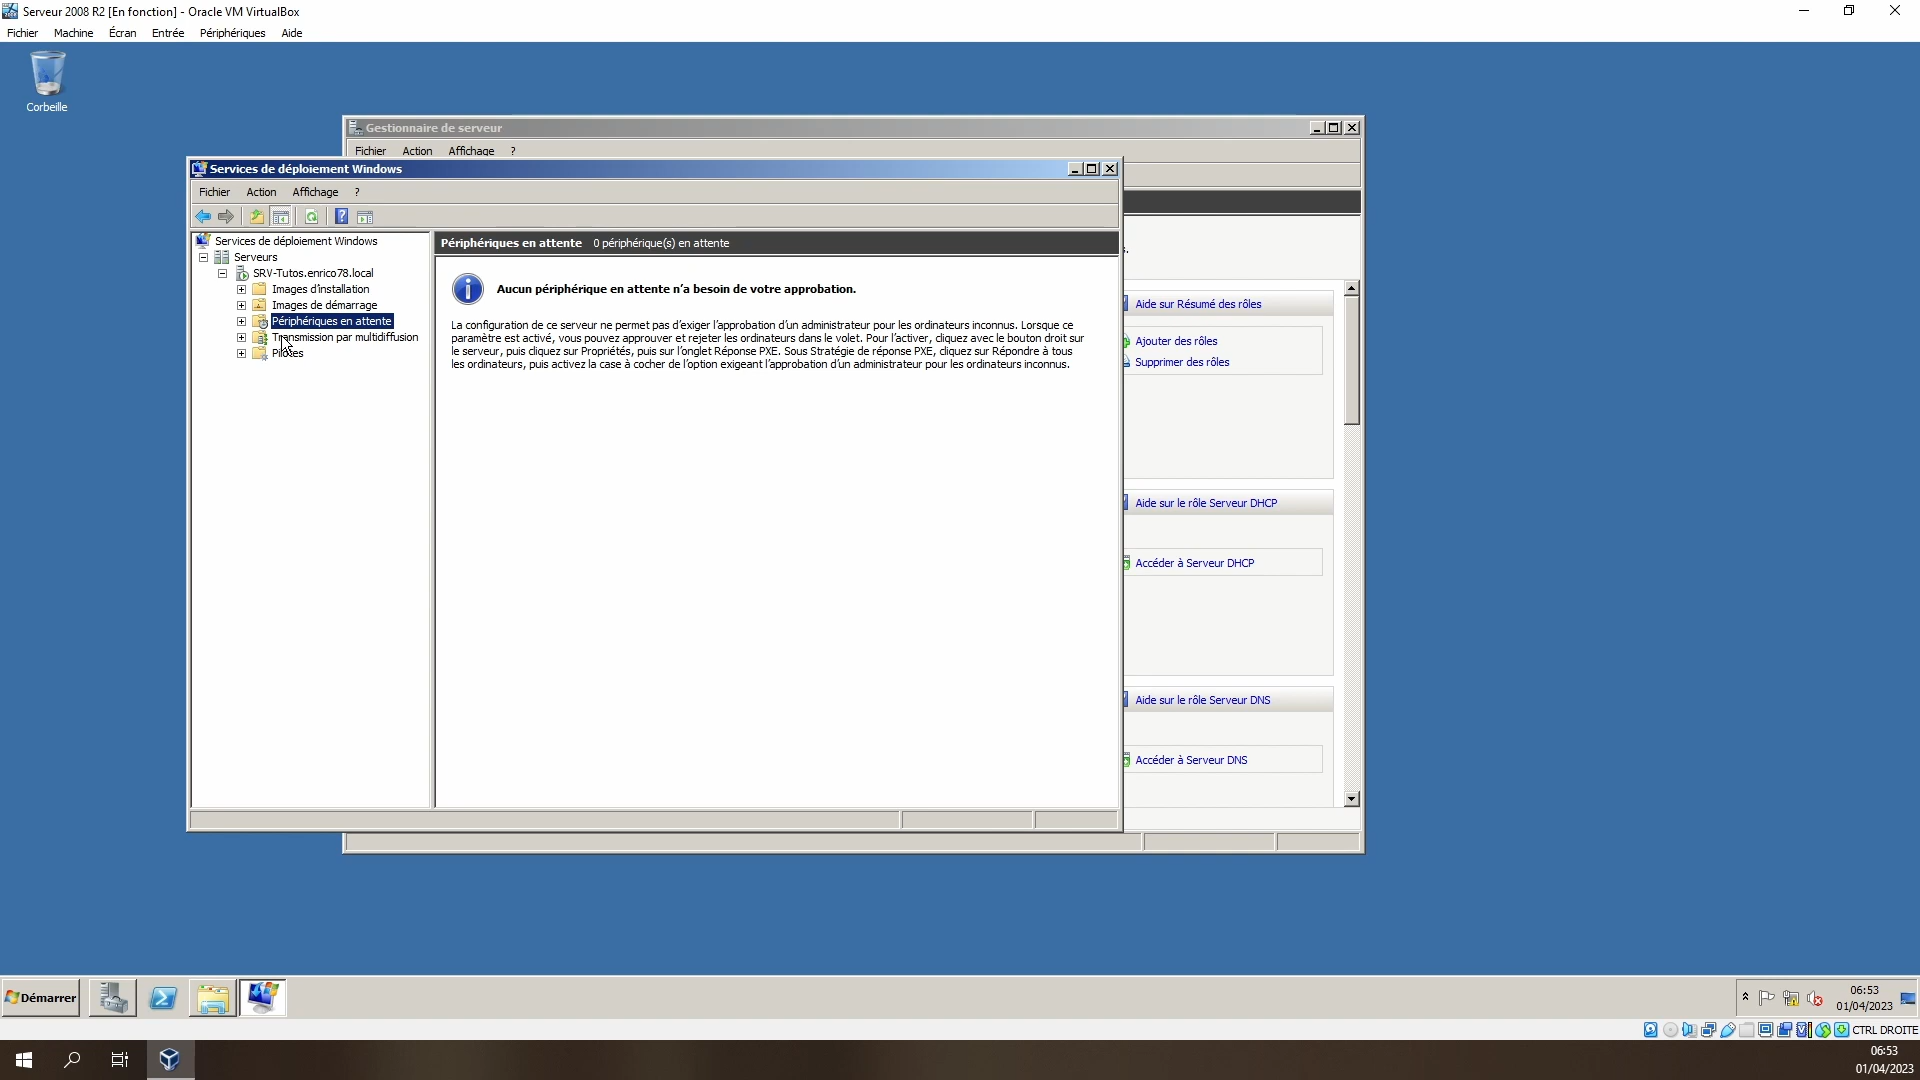 Serveur 2008 R2 [En fonction] - Oracle VM VirtualBox
Fichier Machine Écran Entrée Périphériques Aide
Corbeille
Gestionnaire de serveur
Fichier Action Affichage ?
Services de déploiement Windows
Fichier Action Affichage ?
Services de déploiement Windows
Serveurs
SRV-Tutos.enrico78.local
Images d'installation
Images de démarrage
Périphériques en attente
Transmission par multidiffusion
Pilotes
Périphériques en attente 0 périphérique(s) en attente
Aucun périphérique en attente n'a besoin de votre approbation.
La configuration de ce serveur ne permet pas d'exiger l'approbation d'un administrateur pour les ordinateurs inconnus. Lorsque ce
paramètre est activé, vous pouvez approuver et rejeter les ordinateurs dans le volet. Pour l'activer, cliquez avec le bouton droit sur
le serveur, puis cliquez sur Propriétés, puis sur l'onglet Réponse PXE. Sous Stratégie de réponse PXE, cliquez sur Répondre à tous
les ordinateurs, puis activez la case à cocher de l'option exigeant l'approbation d'un administrateur pour les ordinateurs inconnus.
Aide sur Résumé des rôles
Ajouter des rôles
Supprimer des rôles
Aide sur le rôle Serveur DHCP
Accéder à Serveur DHCP
Aide sur le rôle Serveur DNS
Accéder à Serveur DNS
Démarrer
06:53
01/04/2023
CTRL DROITE
06:53
01/04/2023